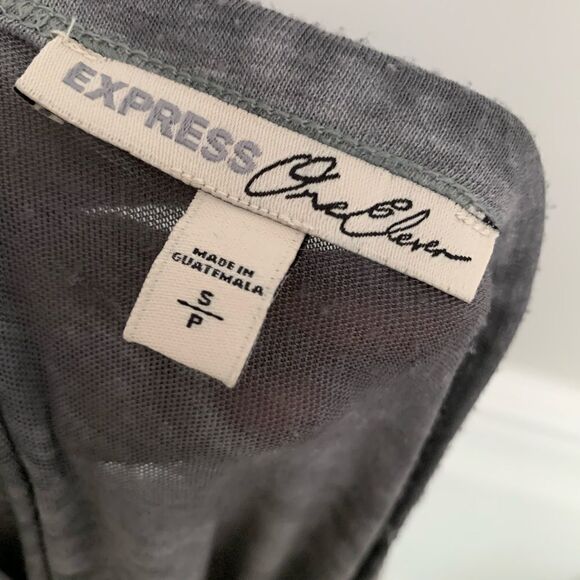 EXPRESS
One Eleven
MADE IN
GUATEMALA
S
P